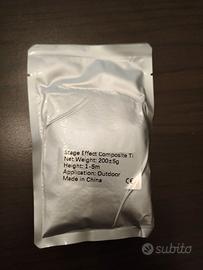 Stage Effect Composite Ti
Net Weight: 200±5g
Height: 1-5m
Application: Outdoor
Made in China
CE
subito